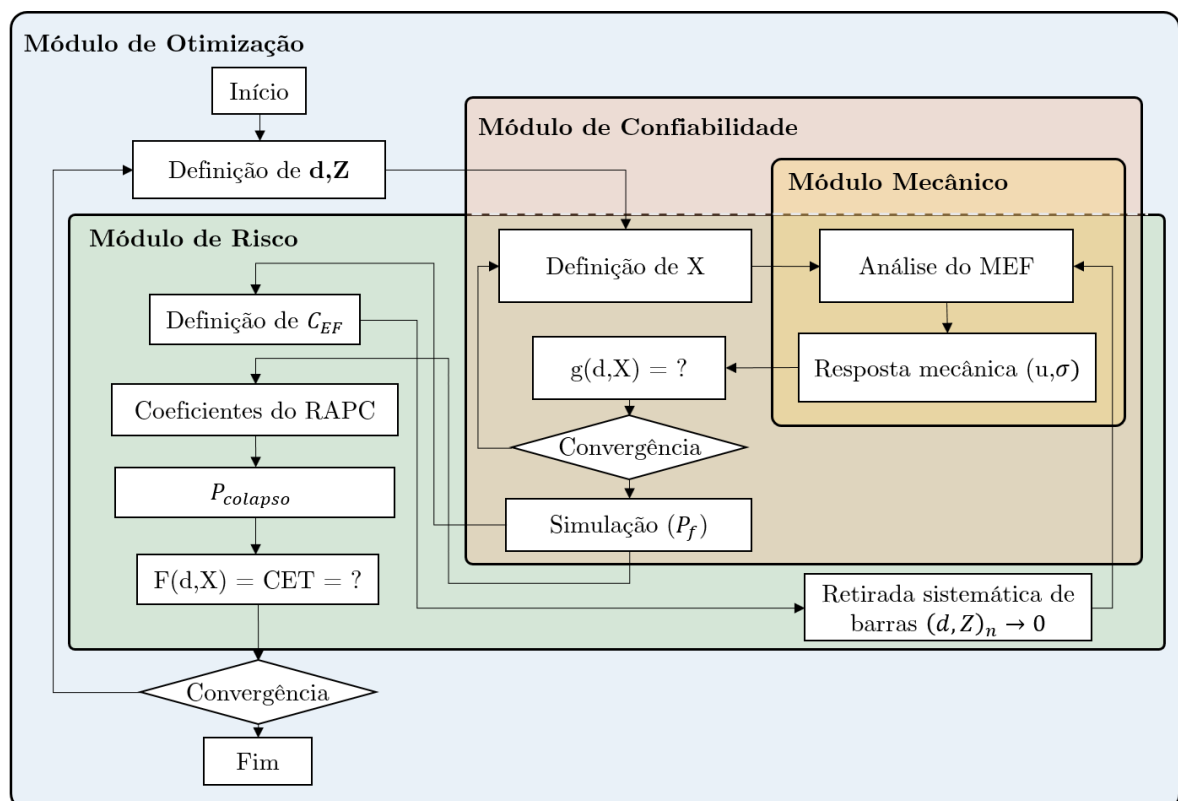 Módulo de Otimização
Início
Definição de d,Z
Módulo de Confiabilidade
Módulo Mecânico
Módulo de Risco
Definição de X
Análise do MEF
Definição de C_EF
g(d,X) = ?
Resposta mecânica (u,σ)
Coeficientes do RAPC
Convergência
P_colapso
Simulação (P_f)
F(d,X) = CET = ?
Retirada sistemática de
barras (d, Z)_n → 0
Convergência
Fim